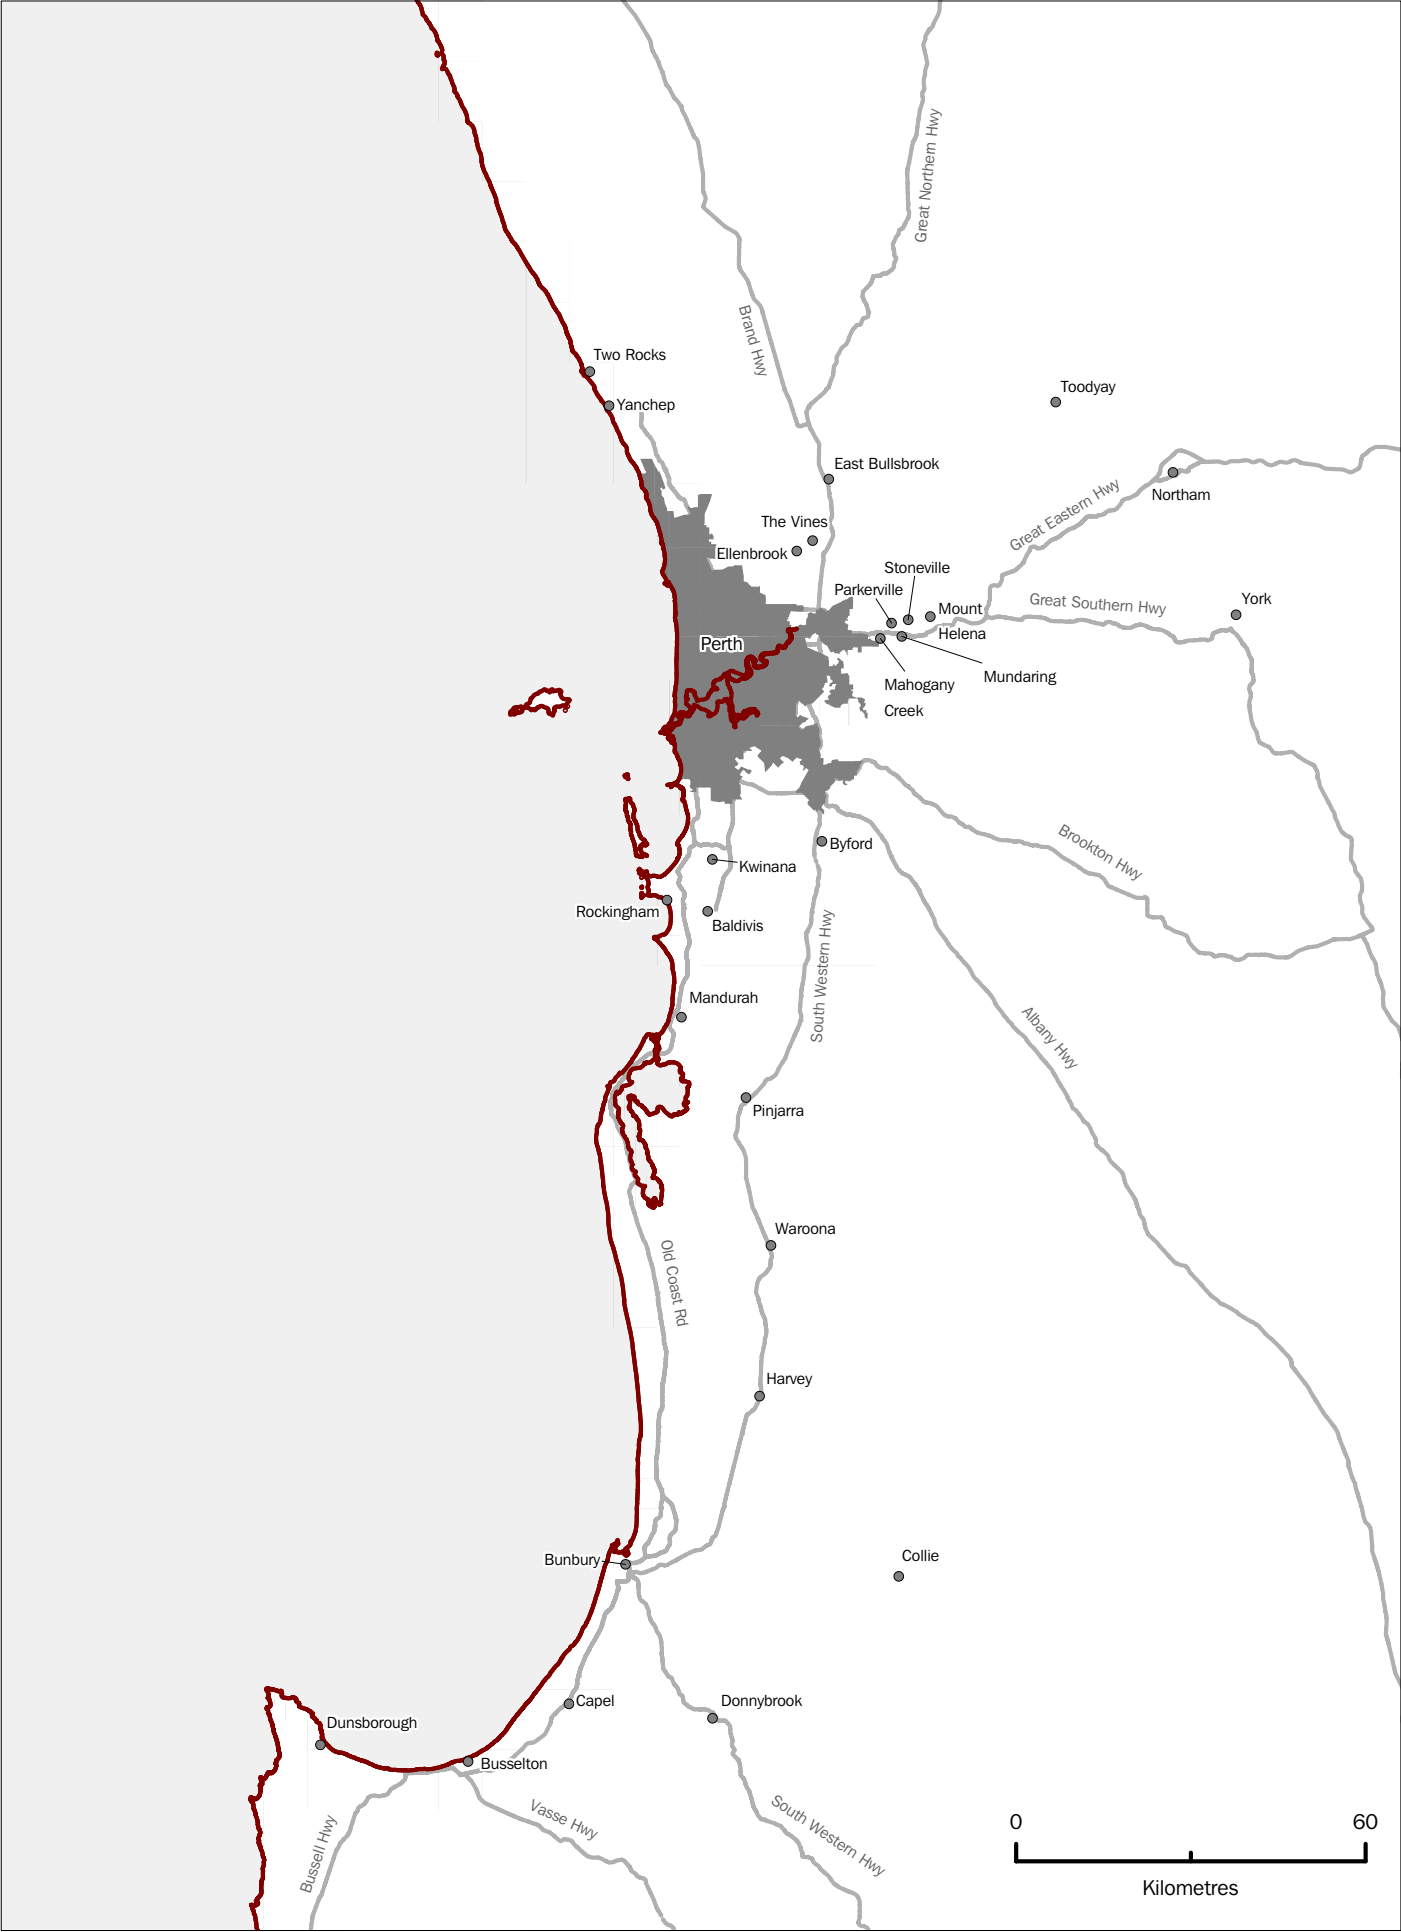 Great Northern Hwy
Brand Hwy
Two Rocks
Toodyay
Yanchep
East Bullsbrook
Great Eastern Hwy
Northam
The Vines
Ellenbrook
Stoneville
Parkerville
Great Southern Hwy
York
Mount
Helena
Perth
Mundaring
Mahogany
Creek
Byford
Brookton Hwy
Kwinana
Rockingham
Baldivis
South Western Hwy
Mandurah
Albany Hwy
Pinjarra
Waroona
Old Coast Rd
Harvey
Bunbury
Collie
Capel
Donnybrook
Dunsborough
Busselton
Vasse Hwy
South Western Hwy
Bussell Hwy
0 60
Kilometres